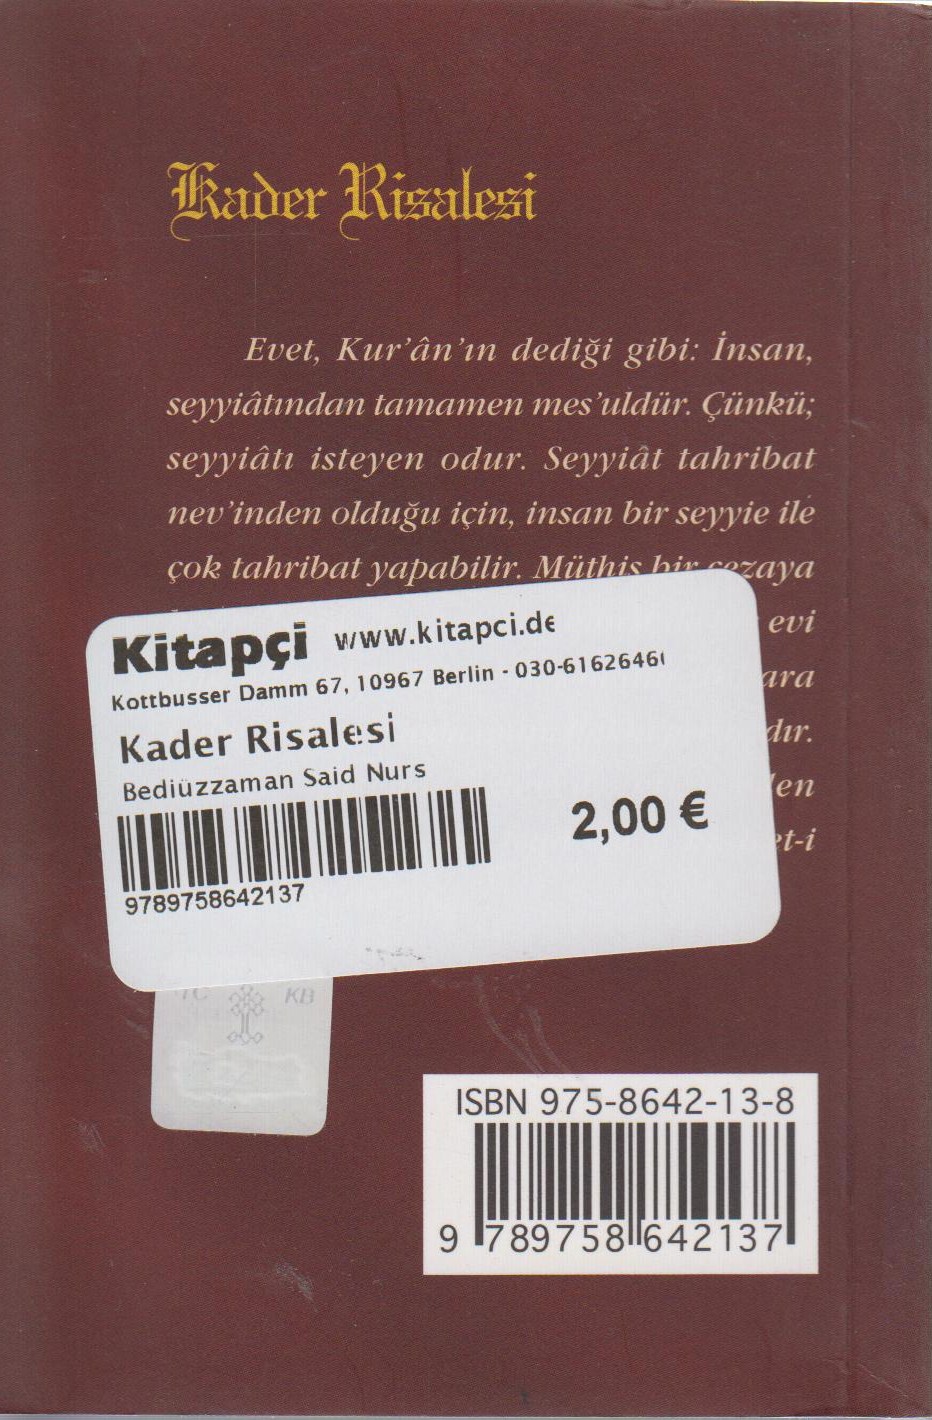 Kader Risalesi
Evet, Kur'ân'ın dediği gibi: İnsan,
seyyiâtından tamamen mes'uldür. Çünkü;
seyyiâtı isteyen odur. Seyyiât tahribat
nev'inden olduğu için, insan bir seyyie ile
çok tahribat yapabilir. Müthiş bir cezaya
evi
ara
dır.
den
et-i
Kitapçi www.kitapci.de
Kottbusser Damm 67, 10967 Berlin - 030-6162646
Kader Risalesi
Bediüzzaman Said Nurs
2,00 €
9789758642137
TC KB
ISBN 975-8642-13-8
9 789758 642137